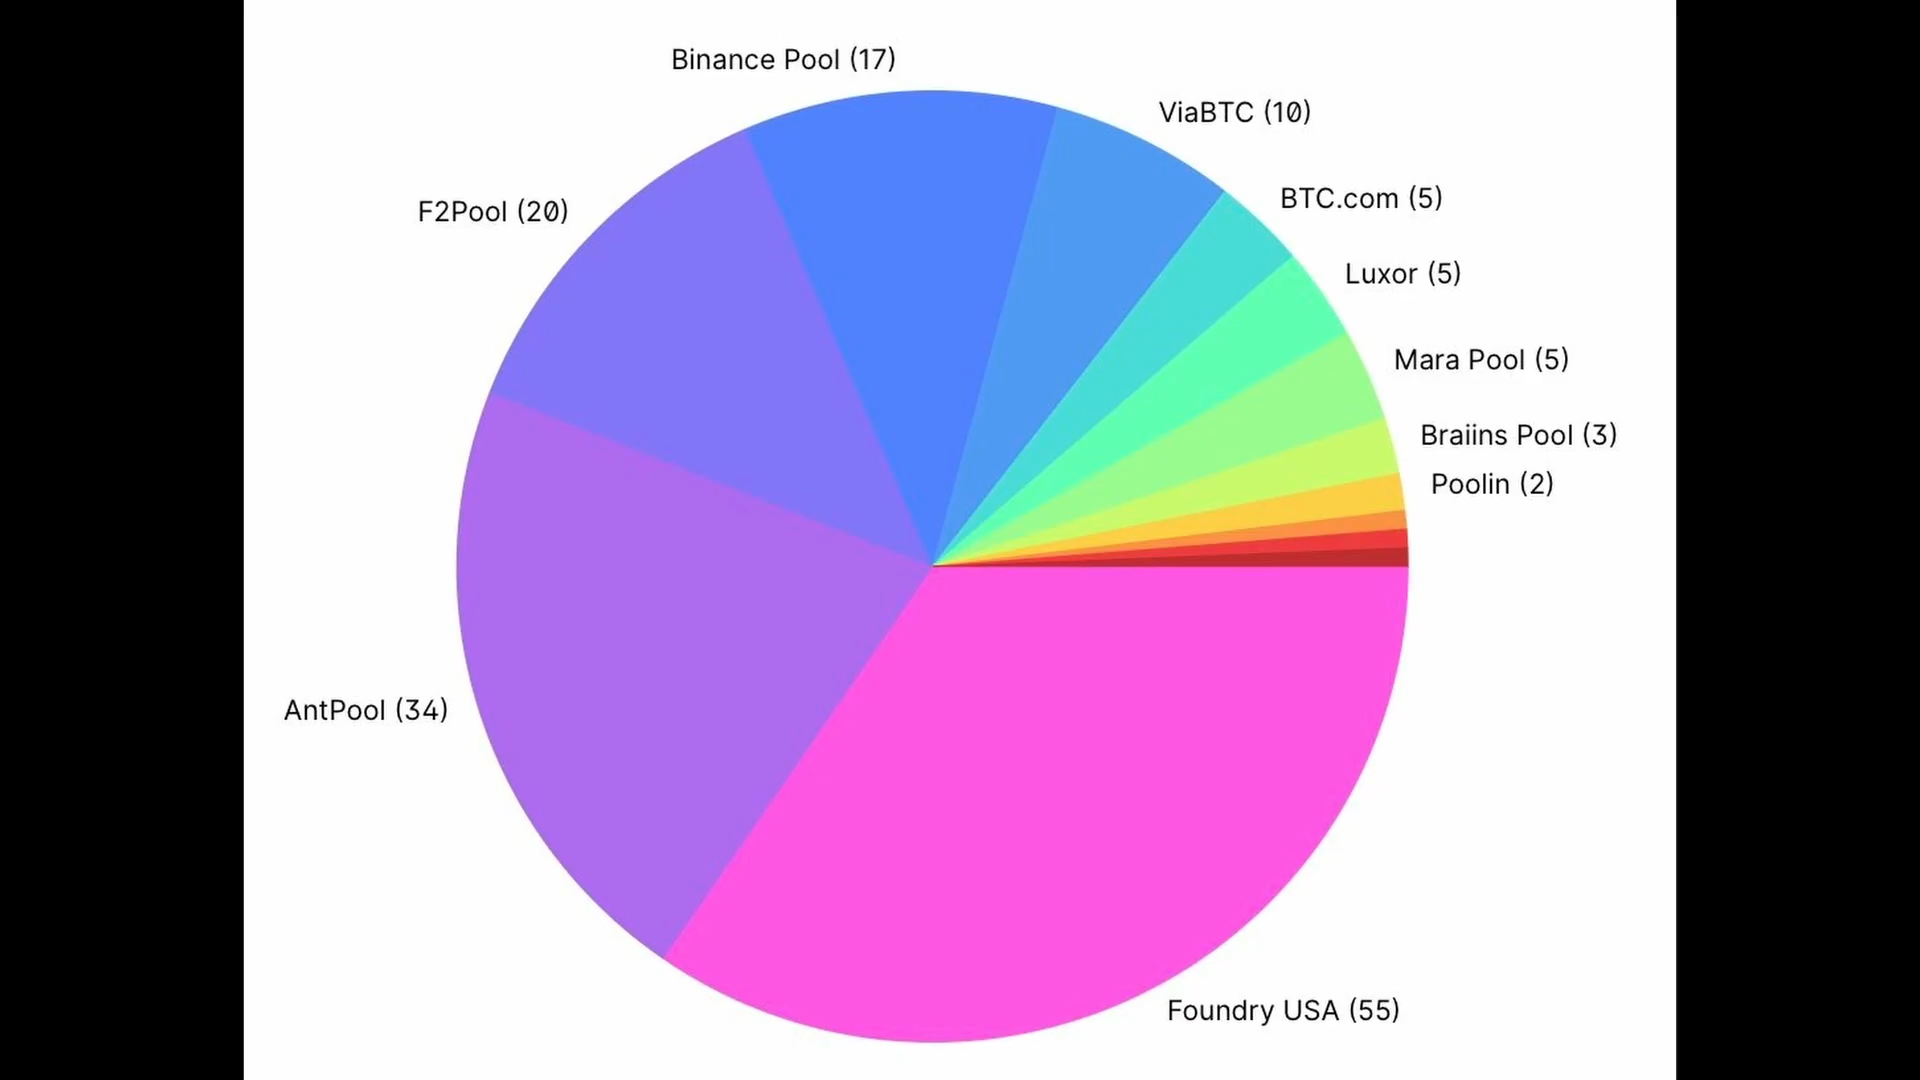 Binance Pool (17)
ViaBTC (10)
BTC.com (5)
F2Pool (20)
Luxor (5)
Mara Pool (5)
Braiins Pool (3)
Poolin (2)
AntPool (34)
Foundry USA (55)